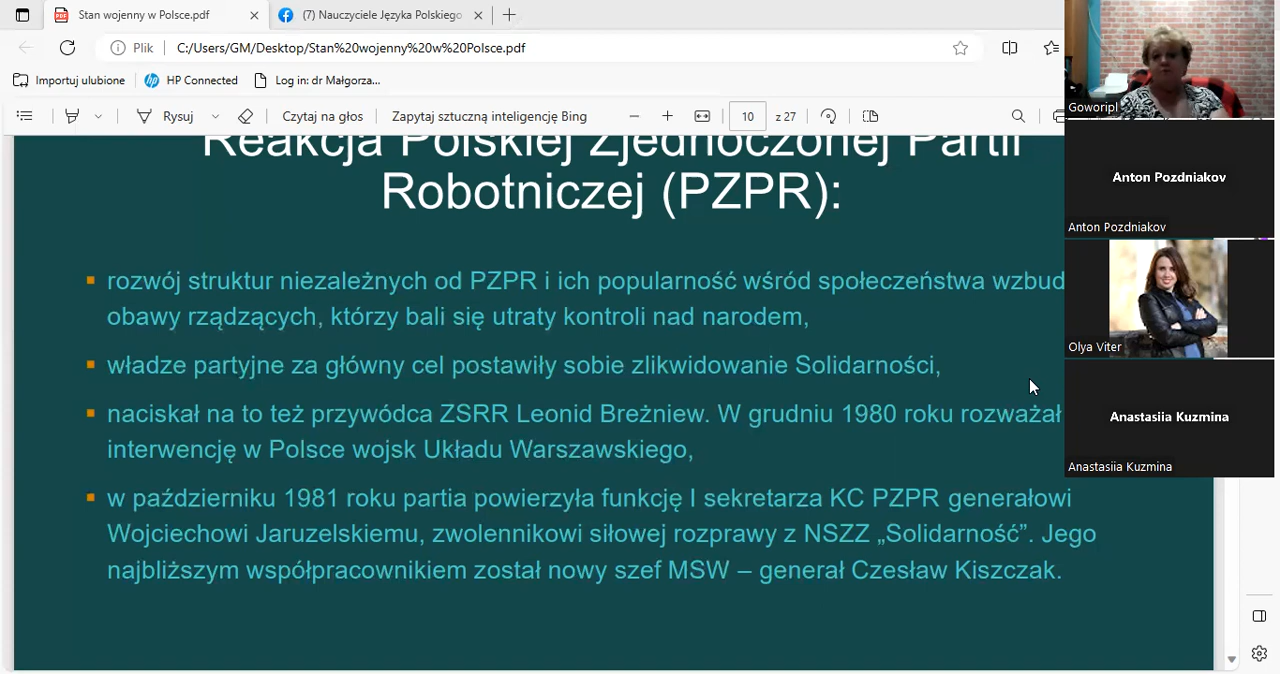 Stan wojenny w Polsce.pdf
(7) Nauczyciele Języka Polskiego
Plik
C:/Users/GM/Desktop/Stan%20wojenny%20w%20Polsce.pdf
Importuj ulubione
HP Connected
Log in: dr Małgorza...
Rysuj
Czytaj na głos
Zapytaj sztuczną inteligencję Bing
10
z 27
Reakcja Polskiej Zjednoczonej Partii
Robotniczej (PZPR):
rozwój struktur niezależnych od PZPR i ich popularność wśród społeczeństwa wzbud
obawy rządzących, którzy bali się utraty kontroli nad narodem,
władze partyjne za główny cel postawiły sobie zlikwidowanie Solidarności,
naciskał na to też przywódca ZSRR Leonid Breżniew. W grudniu 1980 roku rozważał
interwencję w Polsce wojsk Układu Warszawskiego,
w październiku 1981 roku partia powierzyła funkcję I sekretarza KC PZPR generałowi
Wojciechowi Jaruzelskiemu, zwolennikowi siłowej rozprawy z NSZZ „Solidarność”. Jego
najbliższym współpracownikiem został nowy szef MSW – generał Czesław Kiszczak.
Goworipl
Anton Pozdniakov
Anton Pozdniakov
Olya Viter
Anastasiia Kuzmina
Anastasiia Kuzmina